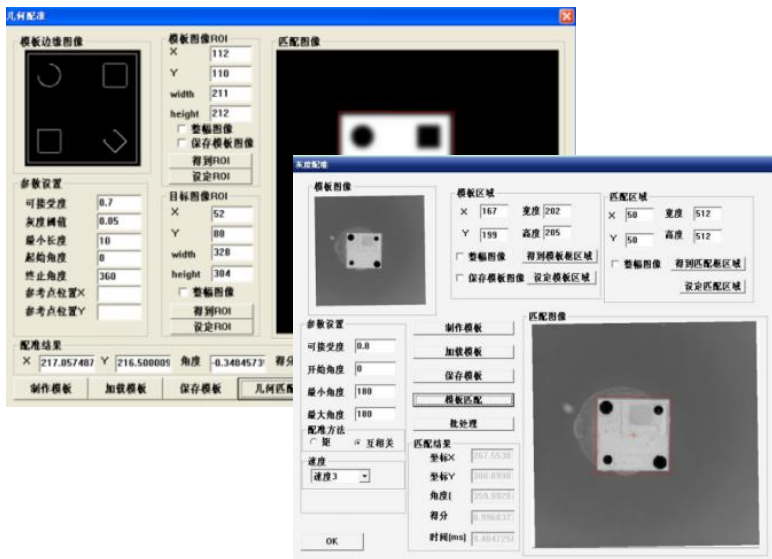 几何配准
模板边缘图像
模板图像ROI
X 112
Y 110
width 211
height 212
整幅图像
保存模板图像
得到ROI
设定ROI
匹配图像
参数设置
可接受度 0.7
灰度阈值 0.05
最小长度 10
起始角度 0
终止角度 360
参考点位置X
参考点位置Y
目标图像ROI
X 52
Y 80
width 328
height 304
整幅图像
得到ROI
设定ROI
配准结果
X 217.057487 Y 216.500009 角度 -0.3484573 得分
制作模板 加载模板 保存模板 几何匹配
灰度配准
模板图像
模板区域
X 167 宽度 202
Y 199 高度 205
整幅图像 得到模板框区域
保存模板图像 设定模板区域
匹配区域
X 50 宽度 512
Y 50 高度 512
整幅图像 得到匹配框区域
设定匹配区域
参数设置
可接受度 0.8
开始角度 0
最小角度 180
最大角度 180
配准方法
矩 互相关
速度
速度3
OK
制作模板
加载模板
保存模板
模板匹配
批处理
匹配结果
坐标X
坐标Y
角度[
得分
时间[ms]
匹配图像